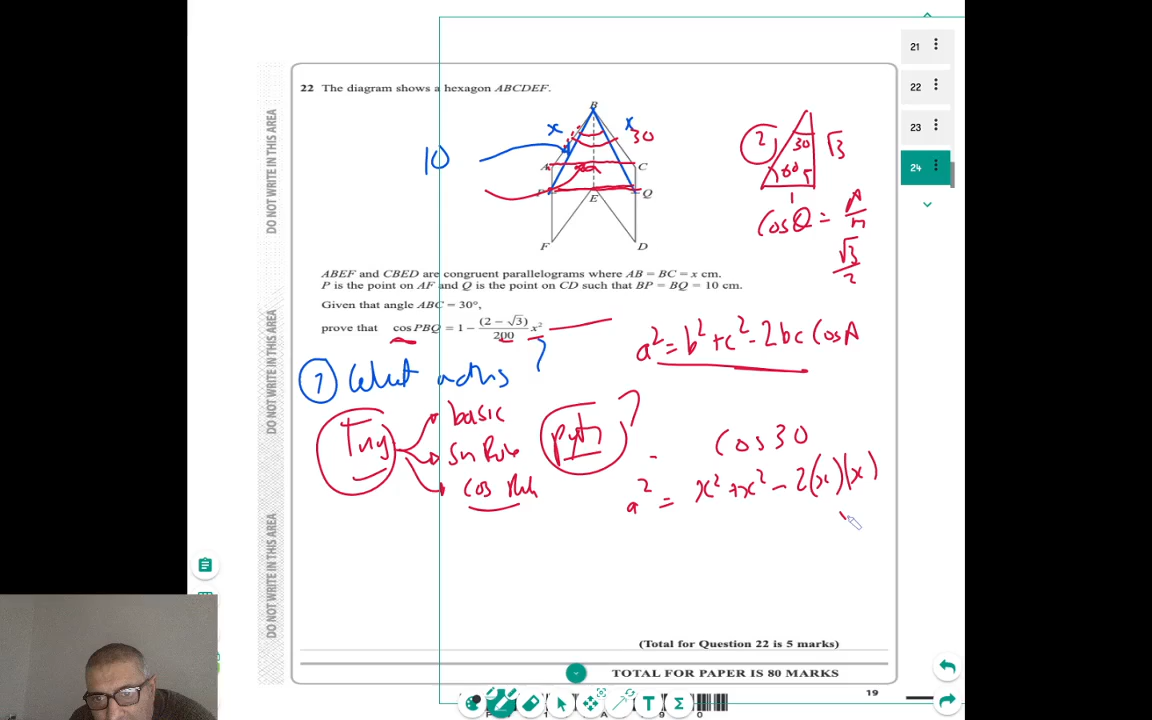 21
22
23
24
DO NOT WRITE IN THIS AREA
DO NOT WRITE IN THIS AREA
DO NOT WRITE IN THIS AREA
22 The diagram shows a hexagon ABCDEF.
B
x
x
30
10
A
C
P
Q
E
F
D
2
30
√3
60
1
Cos θ = A/H
√3/2
ABEF and CBED are congruent parallelograms where AB = BC = x cm.
P is the point on AF and Q is the point on CD such that BP = BQ = 10 cm.
Given that angle ABC = 30°,
prove that cos PBQ = 1 − (2 − √3)/200 x²
a² = b² + c² - 2bc Cos A
1 What maths ?
Trig
basic
Sin Rule
Cos Rule
Pyth ?
Cos 30
a² = x² + x² - 2(x)(x)
(Total for Question 22 is 5 marks)
TOTAL FOR PAPER IS 80 MARKS
19